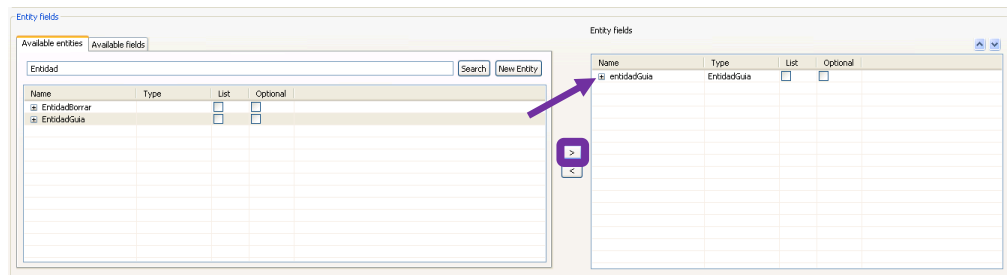 Entity fields
Available entities Available fields
Entidad Search New Entity
Name Type List Optional
EntidadBorrar
EntidadGuia
>
<
Entity fields
Name Type List Optional
entidadGuia EntidadGuia